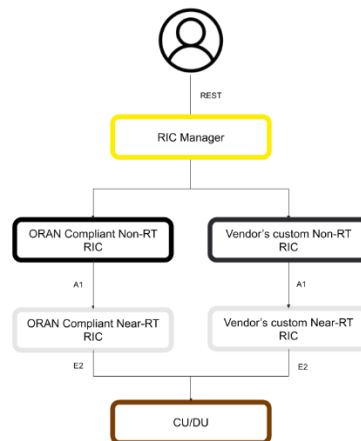 REST
RIC Manager
ORAN Compliant Non-RT
RIC
Vendor's custom Non-RT
RIC
A1
A1
ORAN Compliant Near-RT
RIC
Vendor's custom Near-RT
RIC
E2
E2
CU/DU